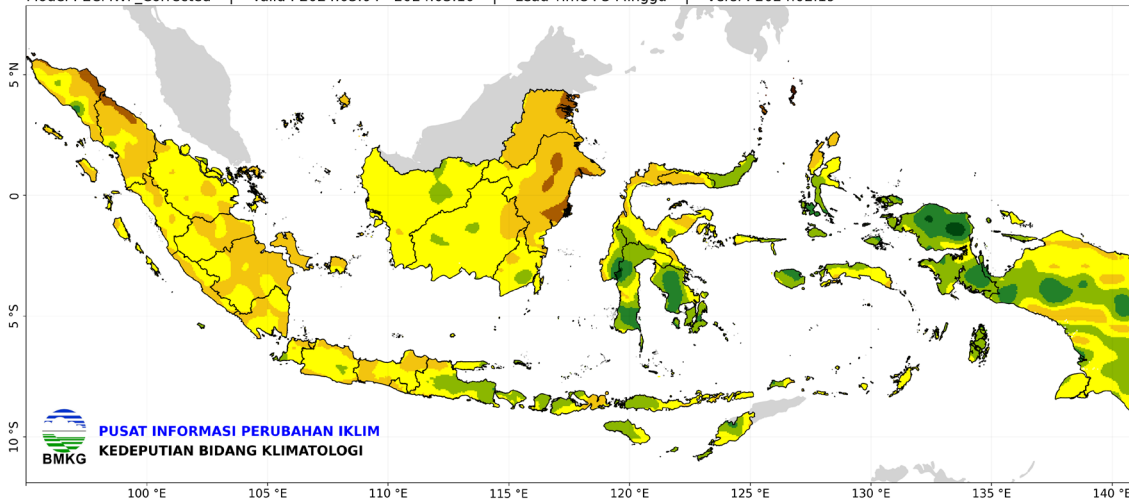 5 °N
0
5 °S
10 °S
BMKG
PUSAT INFORMASI PERUBAHAN IKLIM
KEDEPUTIAN BIDANG KLIMATOLOGI
100 °E 105 °E 110 °E 115 °E 120 °E 125 °E 130 °E 135 °E 140 °E